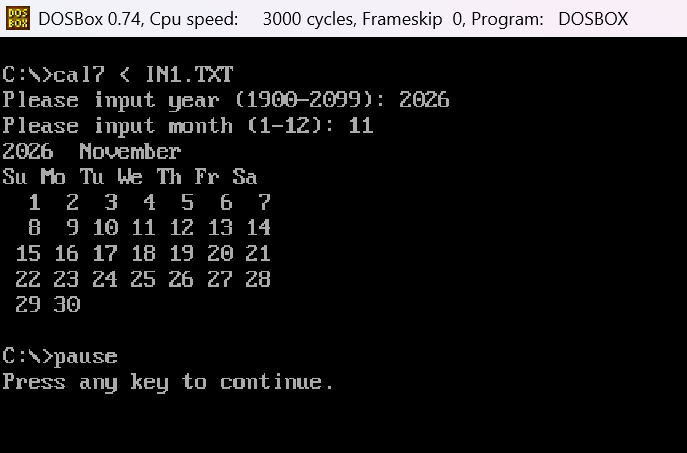 DOS BOX DOSBox 0.74, Cpu speed:     3000 cycles, Frameskip  0, Program:   DOSBOX
C:\>cal7 < IN1.TXT
Please input year (1900-2099): 2026
Please input month (1-12): 11
2026  November
Su Mo Tu We Th Fr Sa
  1  2  3  4  5  6  7
  8  9 10 11 12 13 14
 15 16 17 18 19 20 21
 22 23 24 25 26 27 28
 29 30
C:\>pause
Press any key to continue.